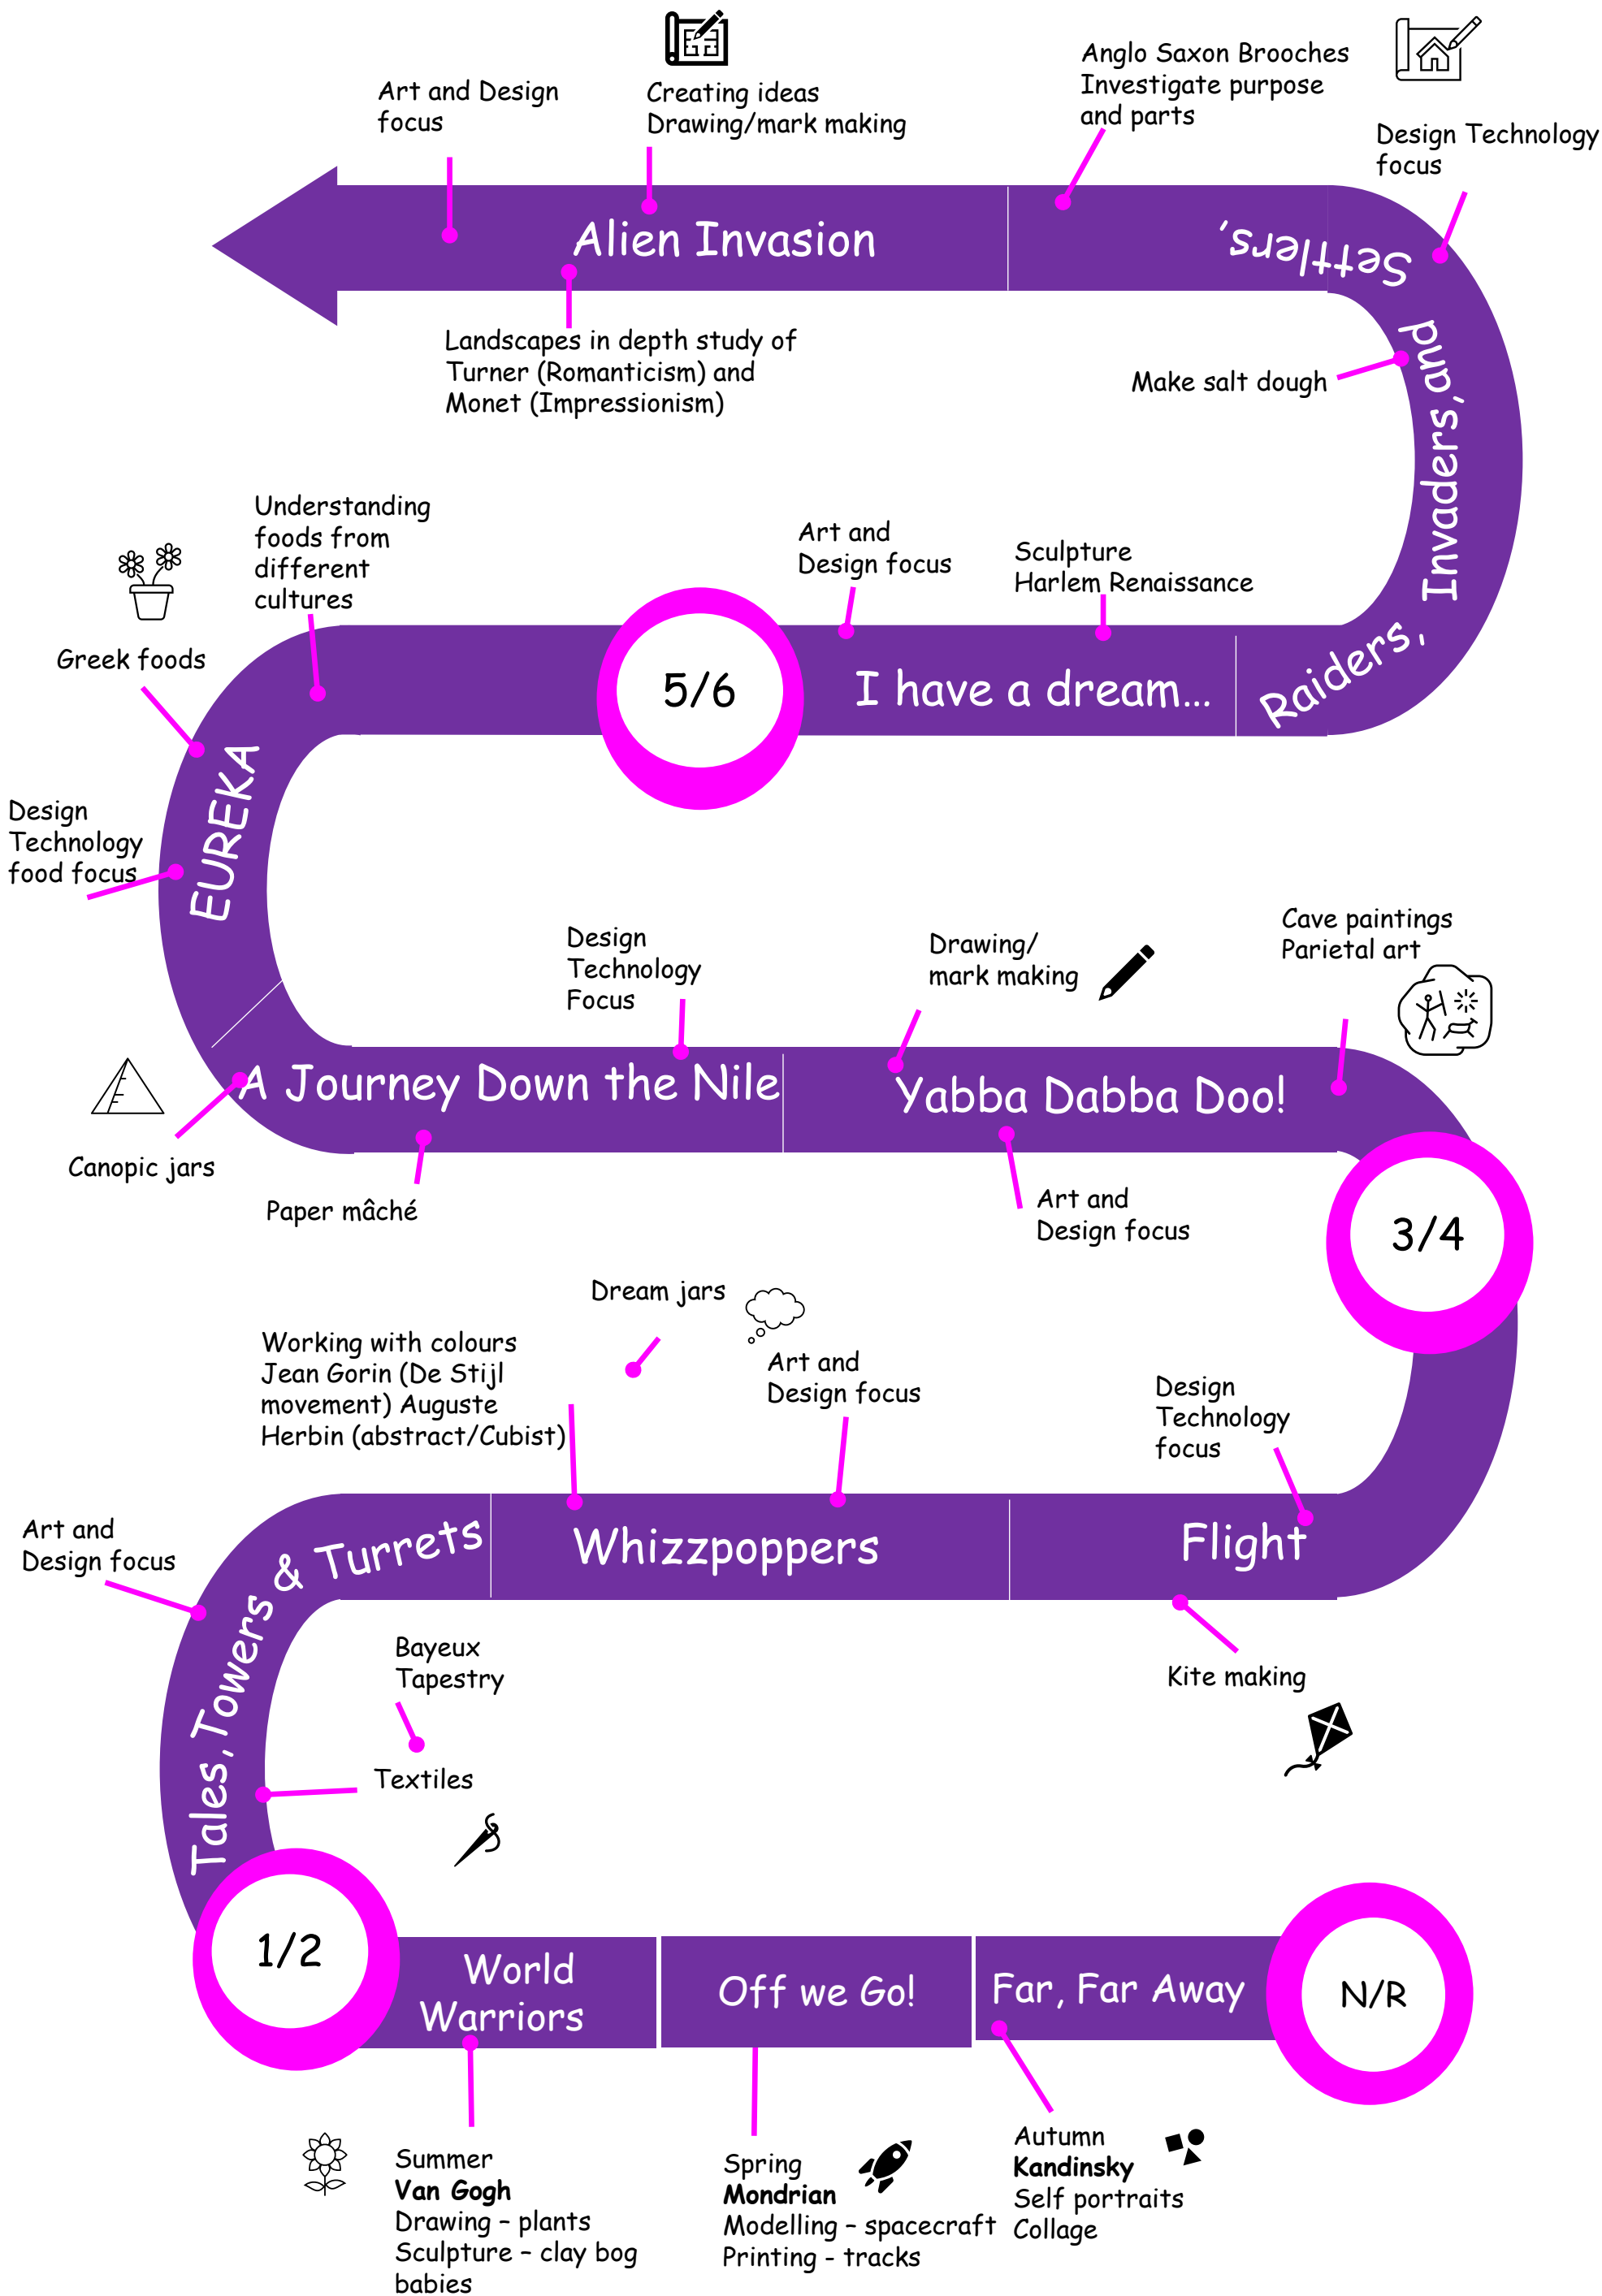 Art and Design
focus
Creating ideas
Drawing/mark making
Anglo Saxon Brooches
Investigate purpose
and parts
Design Technology
focus
Alien Invasion
Landscapes in depth study of
Turner (Romanticism) and
Monet (Impressionism)
Raiders, Invaders, and Settlers,
Make salt dough
Understanding
foods from
different
cultures
Art and
Design focus
Sculpture
Harlem Renaissance
Greek foods
5/6
I have a dream...
Design
Technology
food focus
EUREKA
Design
Technology
Focus
Drawing/
mark making
Cave paintings
Parietal art
A Journey Down the Nile
Yabba Dabba Doo!
Canopic jars
Paper mâché
Art and
Design focus
3/4
Dream jars
Working with colours
Jean Gorin (De Stijl
movement) Auguste
Herbin (abstract/Cubist)
Art and
Design focus
Design
Technology
focus
Art and
Design focus
Tales, Towers & Turrets
Whizzpoppers
Flight
Bayeux
Tapestry
Kite making
Textiles
1/2
World
Warriors
Off we Go!
Far, Far Away
N/R
Summer
Van Gogh
Drawing – plants
Sculpture – clay bog
babies
Spring
Mondrian
Modelling – spacecraft
Printing - tracks
Autumn
Kandinsky
Self portraits
Collage